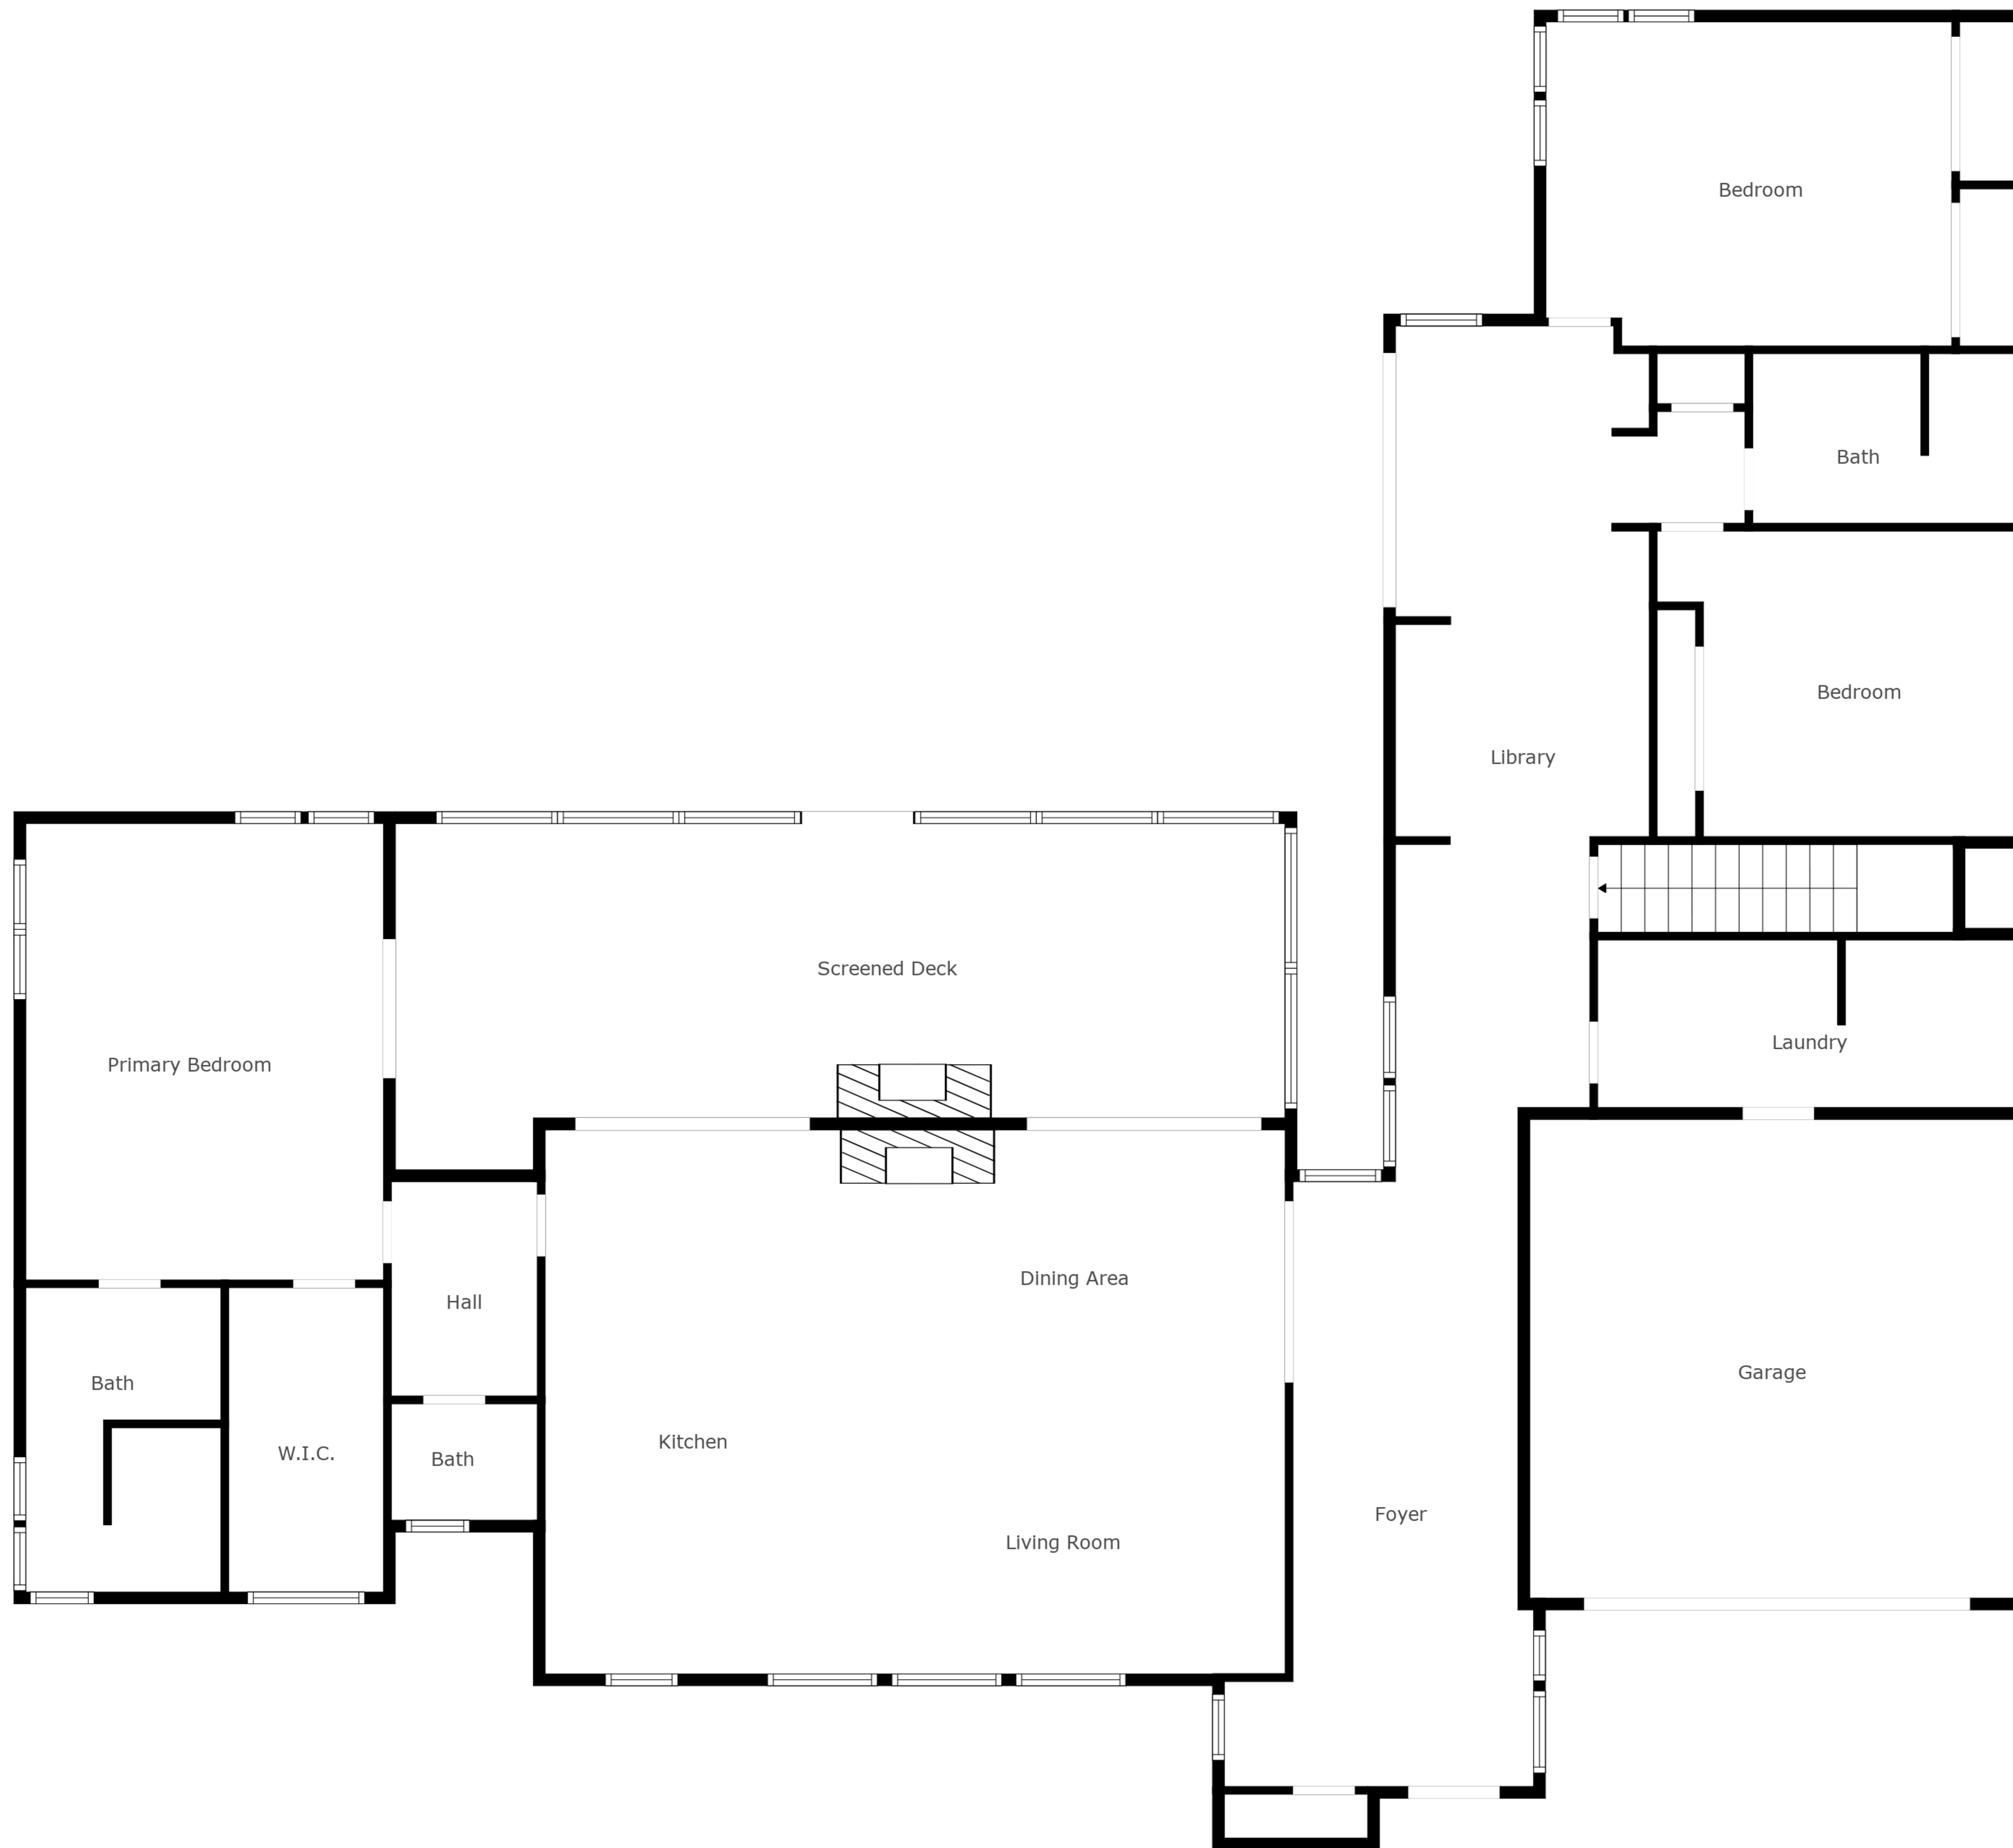 Bedroom
Bath
Bedroom
Library
Screened Deck
Laundry
Primary Bedroom
Dining Area
Hall
Garage
Bath
Kitchen
W.I.C.
Bath
Foyer
Living Room